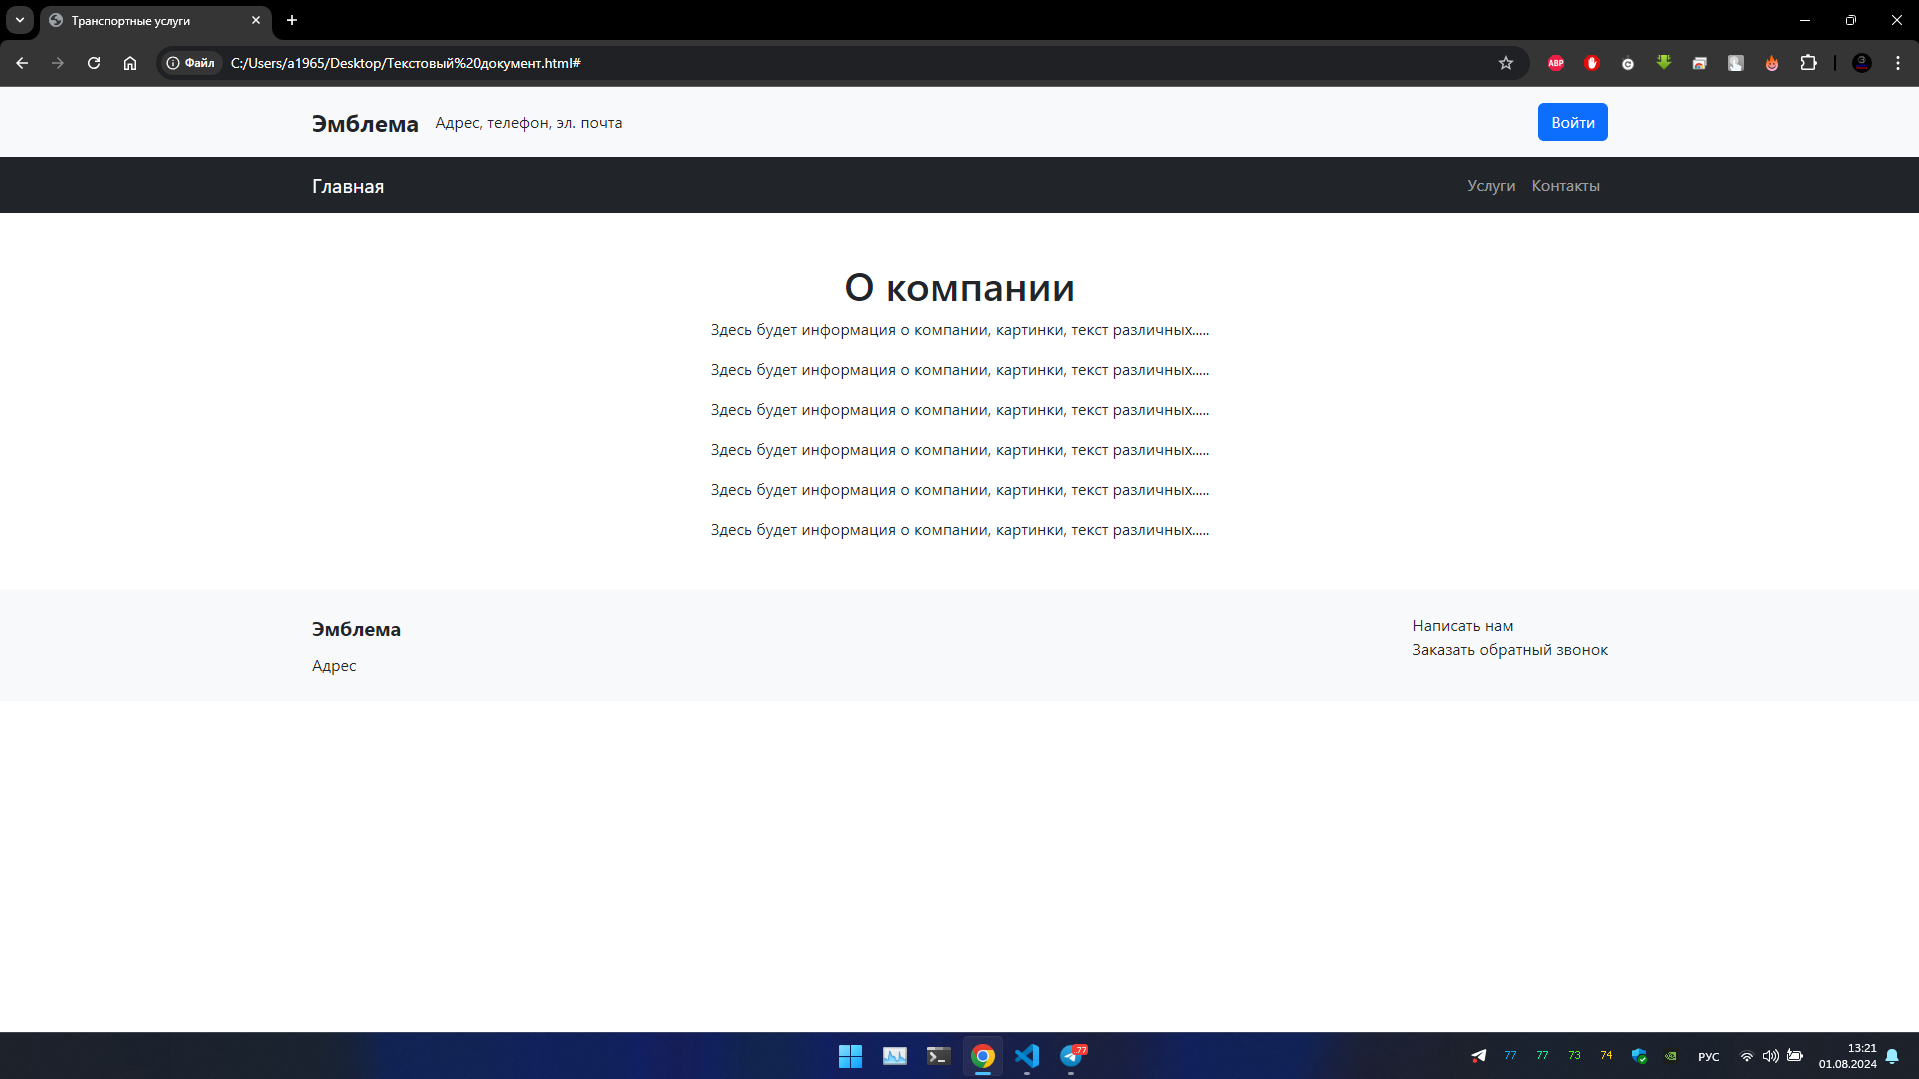 Транспортные услуги
Файл
C:/Users/a1965/Desktop/Текстовый%20документ.html#
ABP
Эмблема
Адрес, телефон, эл. почта
Войти
Главная
Услуги
Контакты
О компании
Здесь будет информация о компании, картинки, текст различных.....
Здесь будет информация о компании, картинки, текст различных.....
Здесь будет информация о компании, картинки, текст различных.....
Здесь будет информация о компании, картинки, текст различных.....
Здесь будет информация о компании, картинки, текст различных.....
Здесь будет информация о компании, картинки, текст различных.....
Эмблема
Адрес
Написать нам
Заказать обратный звонок
77
77
73
74
РУС
13:21
01.08.2024